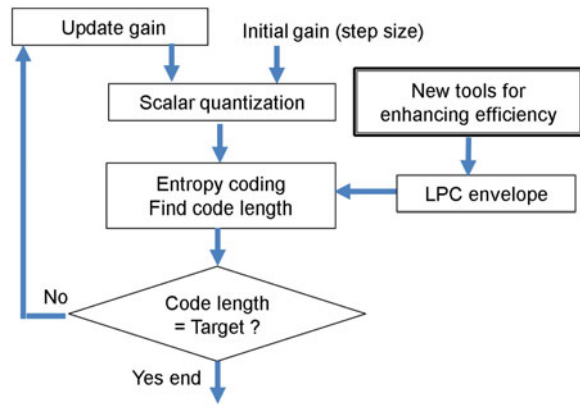 Update gain
Initial gain (step size)
Scalar quantization
New tools for
enhancing efficiency
Entropy coding
Find code length
LPC envelope
No
Code length
= Target ?
Yes end